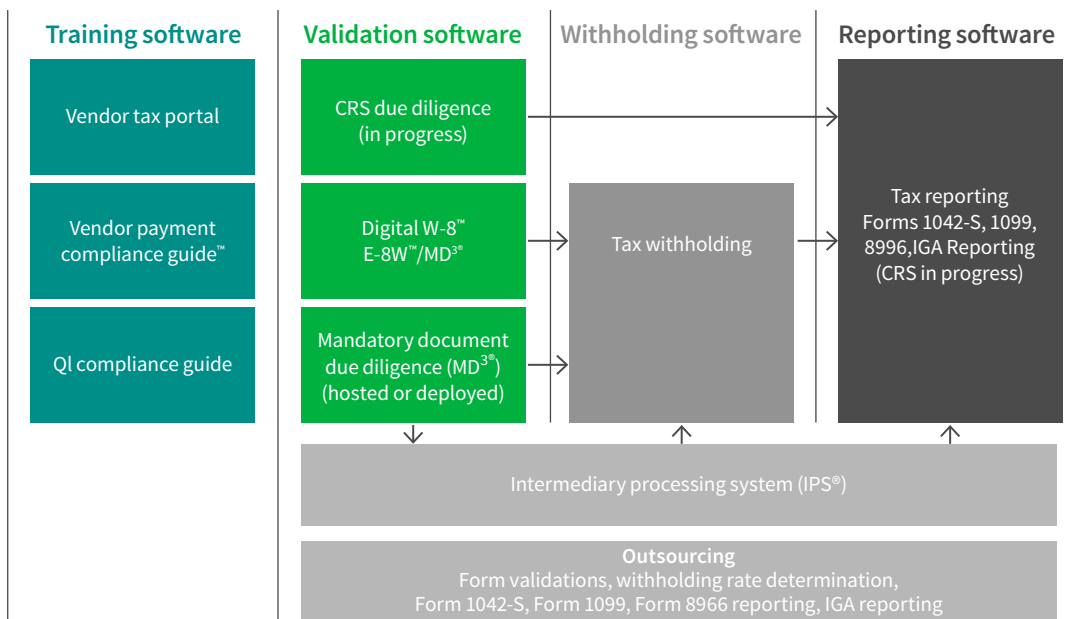 Training software
Validation software
Withholding software
Reporting software
Vendor tax portal
Vendor payment
compliance guide™
Ql compliance guide
CRS due diligence
(in progress)
Digital W-8™
E-8W™/MD³®
Mandatory document
due diligence (MD³®)
(hosted or deployed)
Tax withholding
Tax reporting
Forms 1042-S, 1099,
8996,IGA Reporting
(CRS in progress)
Intermediary processing system (IPS®)
Outsourcing
Form validations, withholding rate determination,
Form 1042-S, Form 1099, Form 8966 reporting, IGA reporting